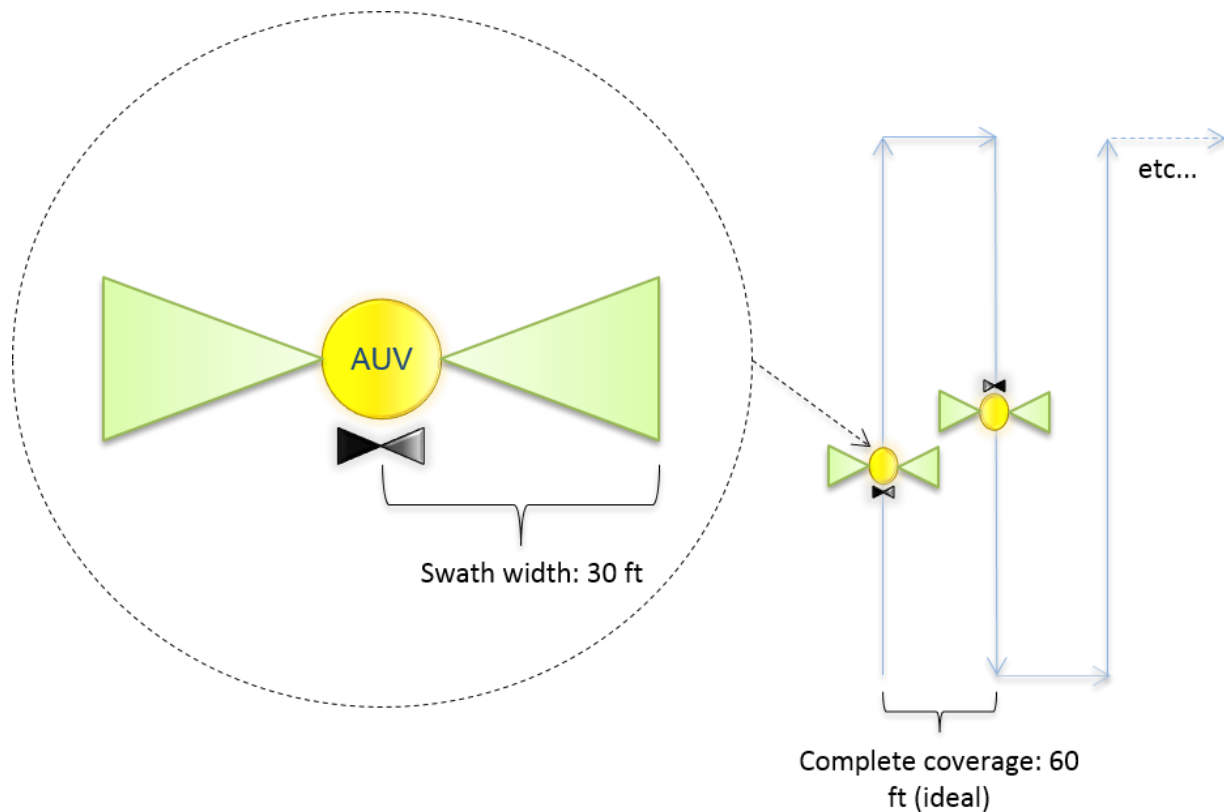 AUV
Swath width: 30 ft
etc...
Complete coverage: 60
ft (ideal)